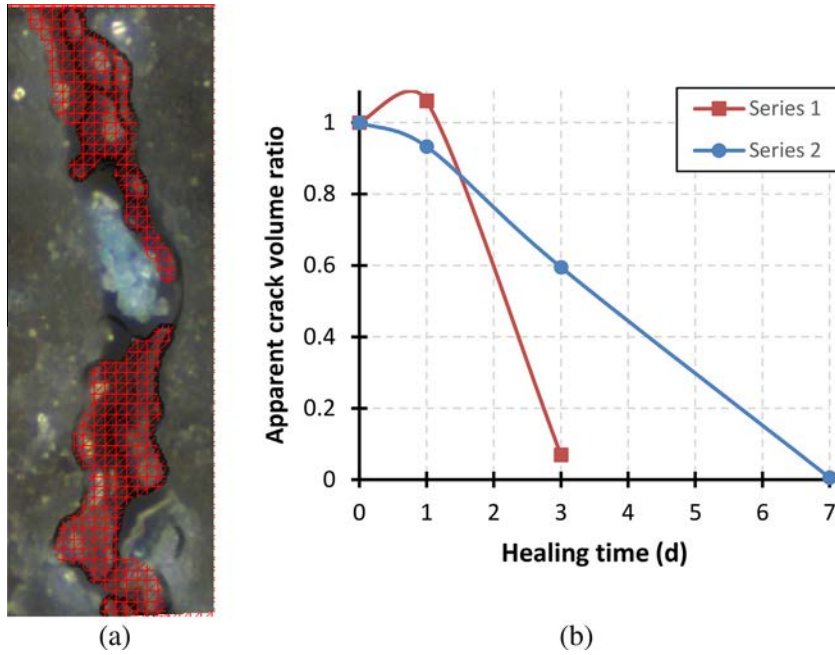 Series 1
Series 2
1
0.8
0.6
0.4
0.2
0
0 1 2 3 4 5 6 7
Apparent crack volume ratio
Healing time (d)
(a)
(b)